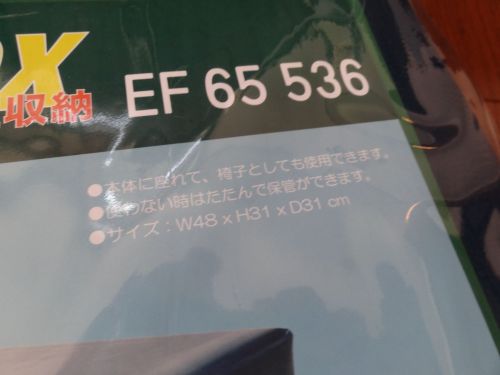 X
収納
EF 65 536
●本体に座れて、椅子としても使用できます。
●使わない時はたたんで保管ができます。
●サイズ：W48 x H31 x D31 cm